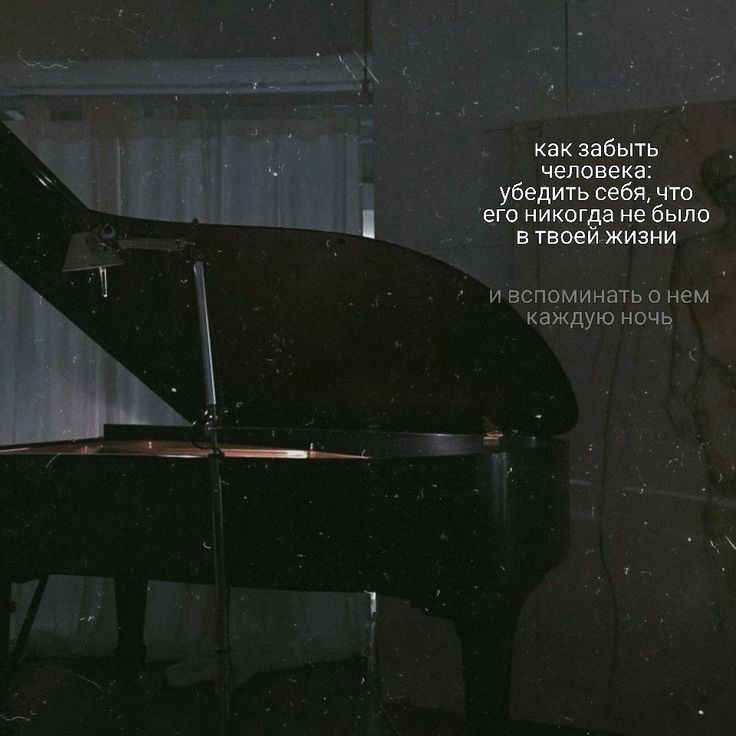 как забыть
человека:
убедить себя, что
его никогда не было
в твоей жизни
и вспоминать о нем
каждую ночь